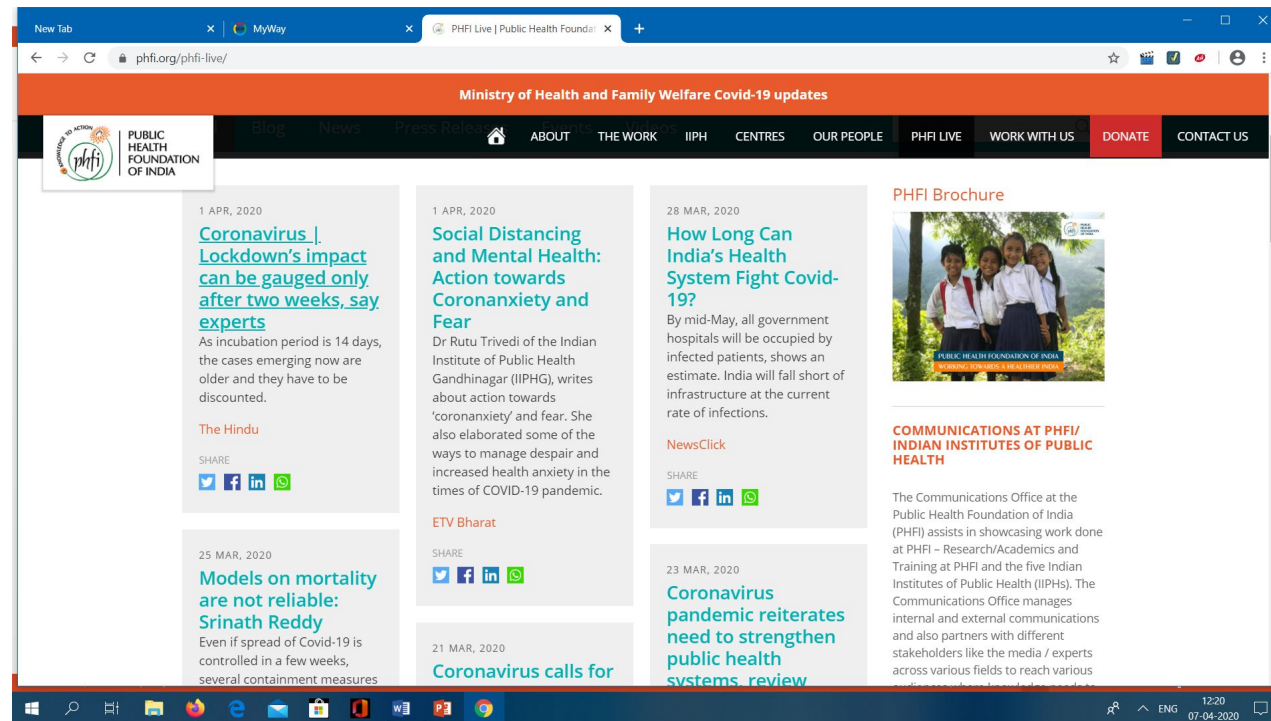 New Tab
MyWay
PHFI Live | Public Health Foundat
phfi.org/phfi-live/
Ministry of Health and Family Welfare Covid-19 updates
Blog News Press Releases Events Videos
KNOWLEDGE TO ACTION
phfi
PUBLIC
HEALTH
FOUNDATION
OF INDIA
ABOUT THE WORK IIPH CENTRES OUR PEOPLE PHFI LIVE WORK WITH US DONATE CONTACT US
1 APR, 2020
Coronavirus |
Lockdown’s impact
can be gauged only
after two weeks, say
experts
As incubation period is 14 days,
the cases emerging now are
older and they have to be
discounted.
The Hindu
SHARE
25 MAR, 2020
Models on mortality
are not reliable:
Srinath Reddy
Even if spread of Covid-19 is
controlled in a few weeks,
several containment measures
1 APR, 2020
Social Distancing
and Mental Health:
Action towards
Coronanxiety and
Fear
Dr Rutu Trivedi of the Indian
Institute of Public Health
Gandhinagar (IIPHG), writes
about action towards
‘coronanxiety’ and fear. She
also elaborated some of the
ways to manage despair and
increased health anxiety in the
times of COVID-19 pandemic.
ETV Bharat
SHARE
21 MAR, 2020
Coronavirus calls for
28 MAR, 2020
How Long Can
India’s Health
System Fight Covid-
19?
By mid-May, all government
hospitals will be occupied by
infected patients, shows an
estimate. India will fall short of
infrastructure at the current
rate of infections.
NewsClick
SHARE
23 MAR, 2020
Coronavirus
pandemic reiterates
need to strengthen
public health
systems, review
PHFI Brochure
phfi
PUBLIC HEALTH FOUNDATION OF INDIA
WORKING TOWARDS A HEALTHIER INDIA
COMMUNICATIONS AT PHFI/
INDIAN INSTITUTES OF PUBLIC
HEALTH
The Communications Office at the
Public Health Foundation of India
(PHFI) assists in showcasing work done
at PHFI – Research/Academics and
Training at PHFI and the five Indian
Institutes of Public Health (IIPHs). The
Communications Office manages
internal and external communications
and also partners with different
stakeholders like the media / experts
across various fields to reach various
ENG
12:20
07-04-2020